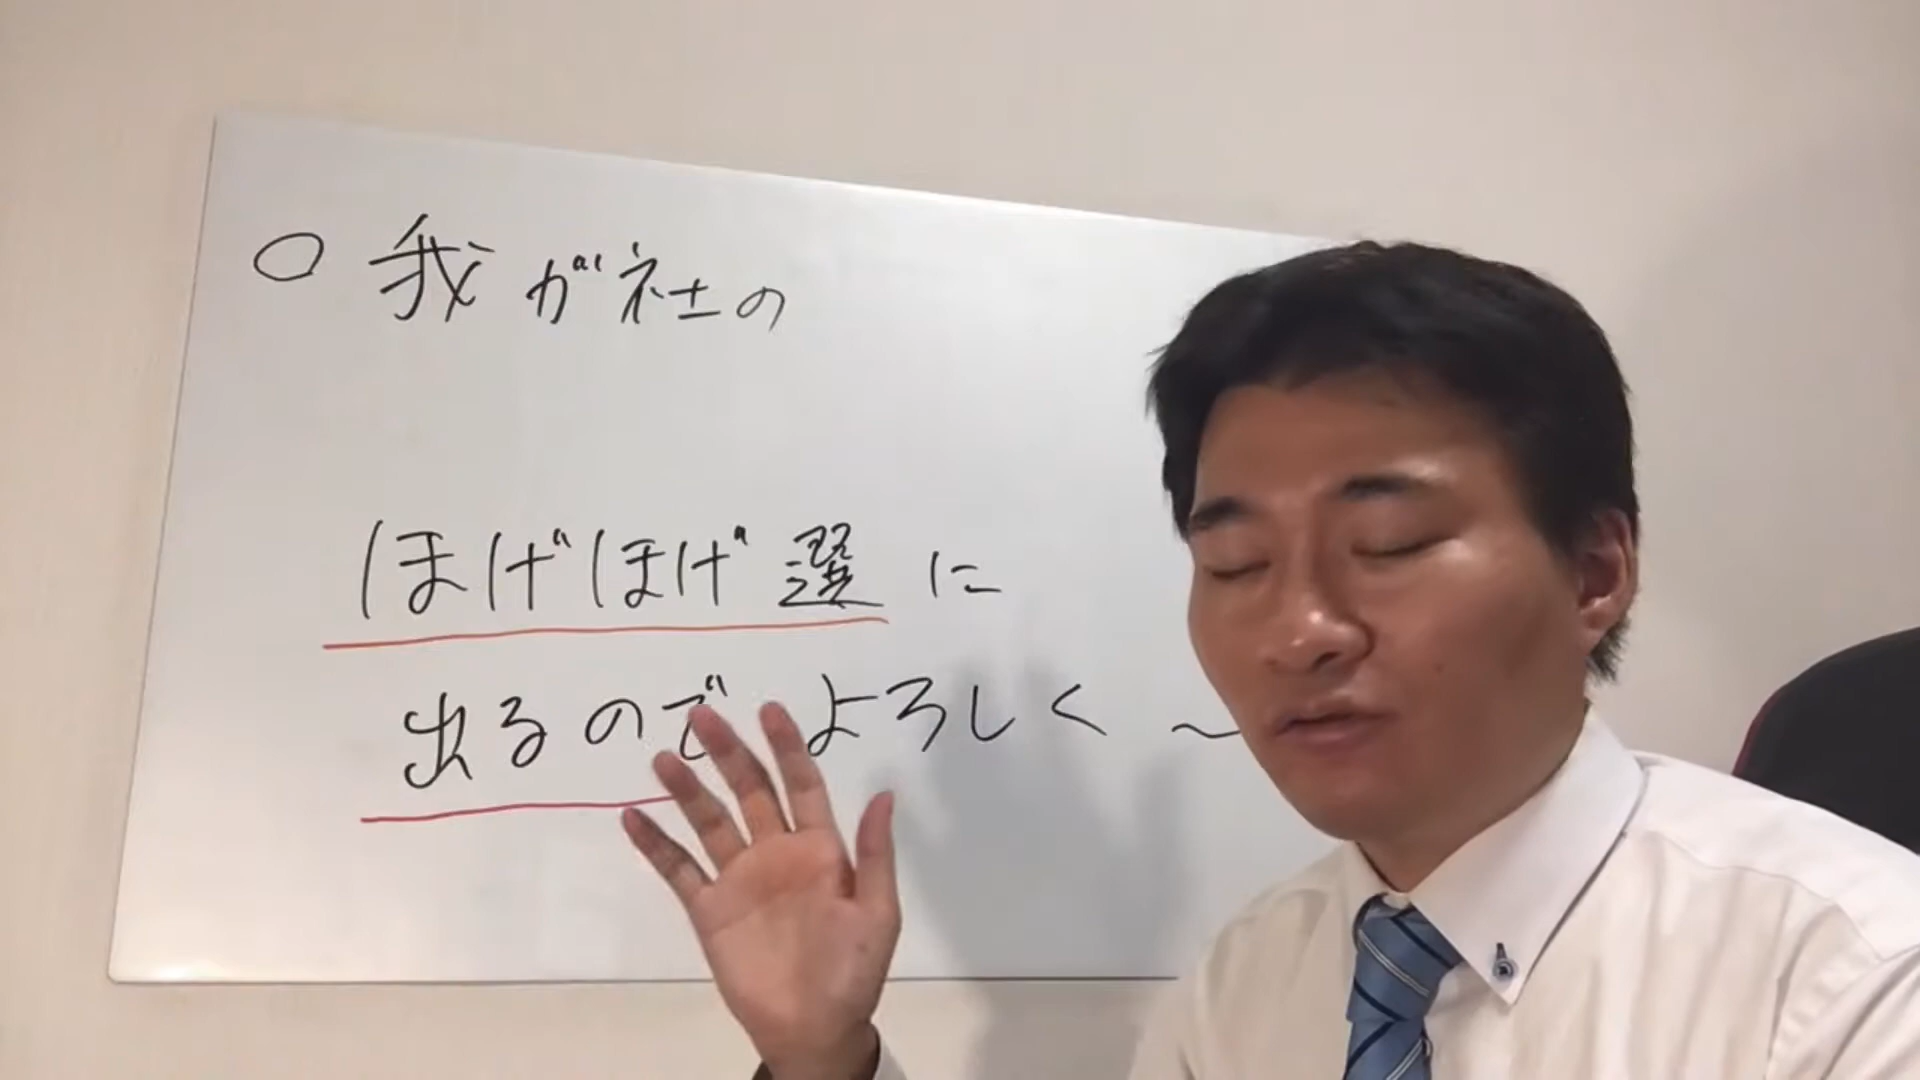 ○ 我が社の
ほげほげ選に
出るのでよろしく～